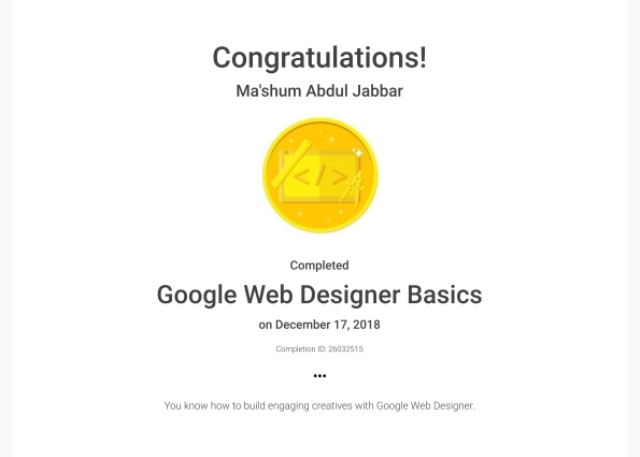 Congratulations!
Ma'shum Abdul Jabbar
</>
Completed
Google Web Designer Basics
on December 17, 2018
Completion ID: 26032515
...
You know how to build engaging creatives with Google Web Designer.